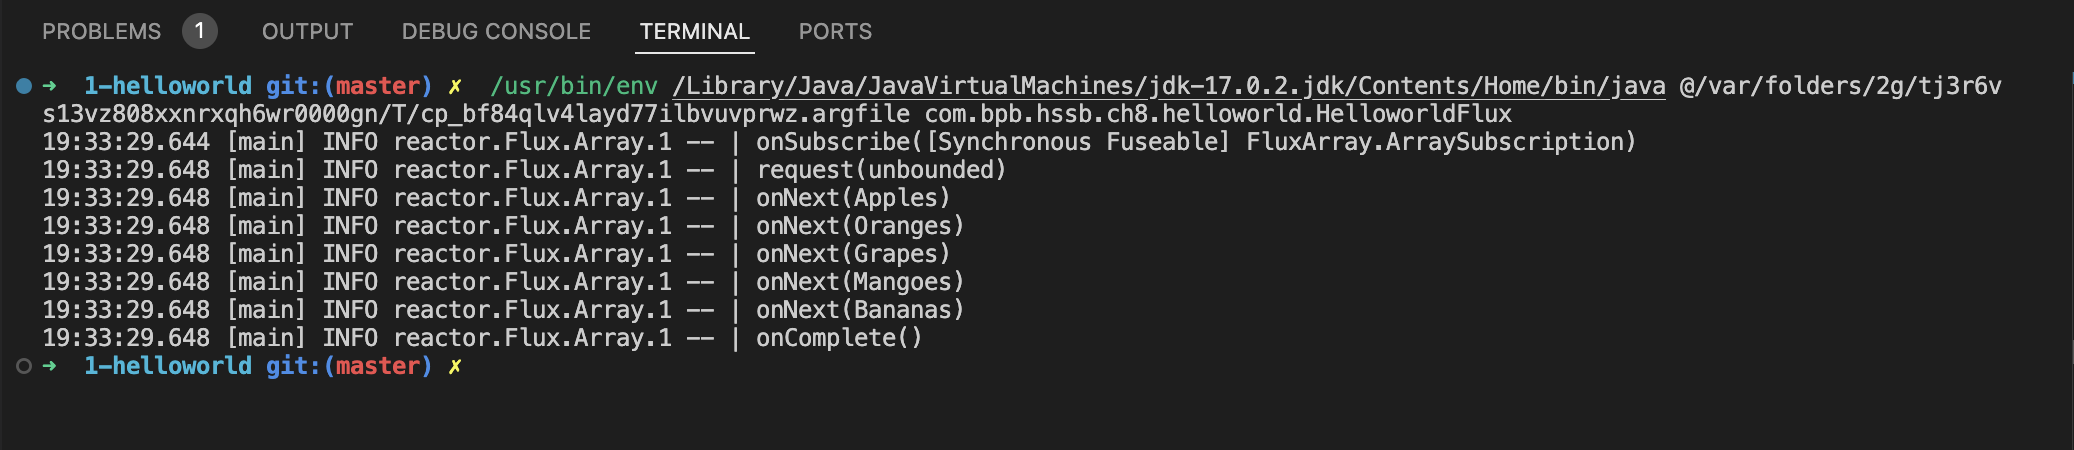 PROBLEMS 1 OUTPUT DEBUG CONSOLE TERMINAL PORTS
➜ 1-helloworld git:(master) ✗ /usr/bin/env /Library/Java/JavaVirtualMachines/jdk-17.0.2.jdk/Contents/Home/bin/java @/var/folders/2g/tj3r6v
s13vz808xxnrxqh6wr0000gn/T/cp_bf84qlv4layd77ilbvuvprwz.argfile com.bpb.hssb.ch8.helloworld.HelloworldFlux
19:33:29.644 [main] INFO reactor.Flux.Array.1 -- | onSubscribe([Synchronous Fuseable] FluxArray.ArraySubscription)
19:33:29.648 [main] INFO reactor.Flux.Array.1 -- | request(unbounded)
19:33:29.648 [main] INFO reactor.Flux.Array.1 -- | onNext(Apples)
19:33:29.648 [main] INFO reactor.Flux.Array.1 -- | onNext(Oranges)
19:33:29.648 [main] INFO reactor.Flux.Array.1 -- | onNext(Grapes)
19:33:29.648 [main] INFO reactor.Flux.Array.1 -- | onNext(Mangoes)
19:33:29.648 [main] INFO reactor.Flux.Array.1 -- | onNext(Bananas)
19:33:29.648 [main] INFO reactor.Flux.Array.1 -- | onComplete()
➜ 1-helloworld git:(master) ✗